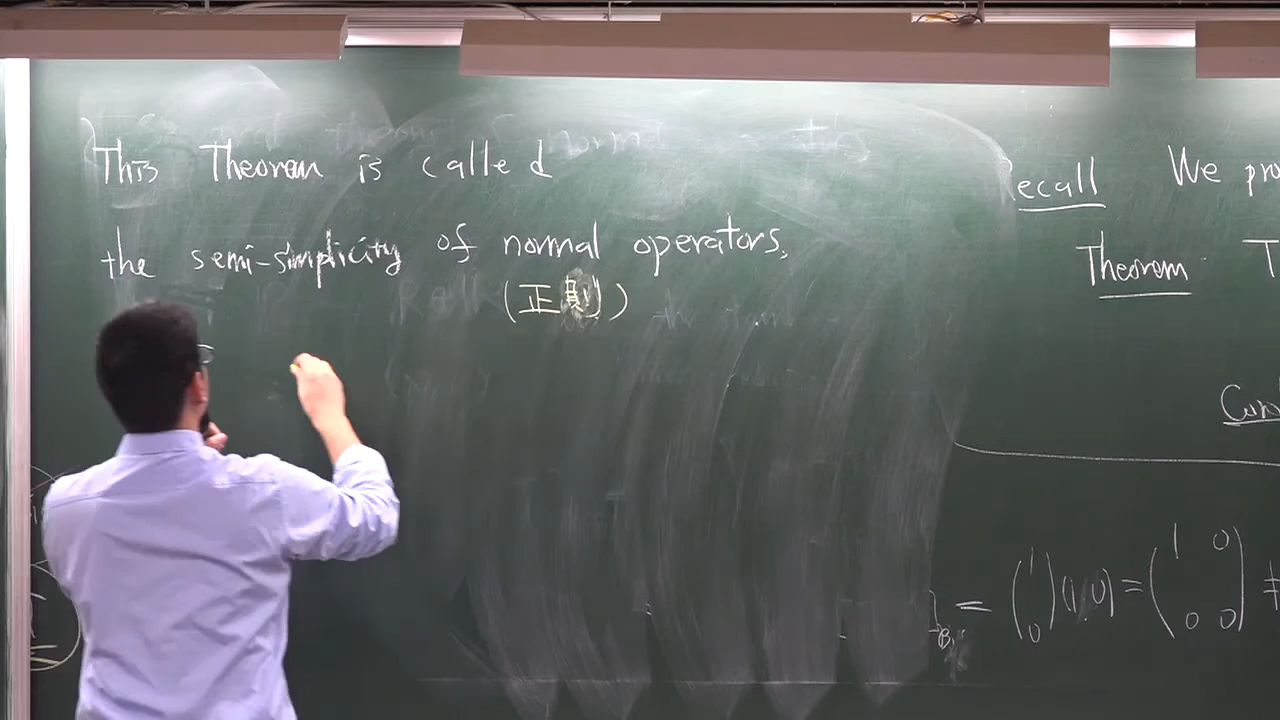 This Theorem is called
the semi-simplicity of normal operators.
(正則)
Recall We pro
Theorem T
= (1 0) (1, 0) = (1 0 0 0) ≠